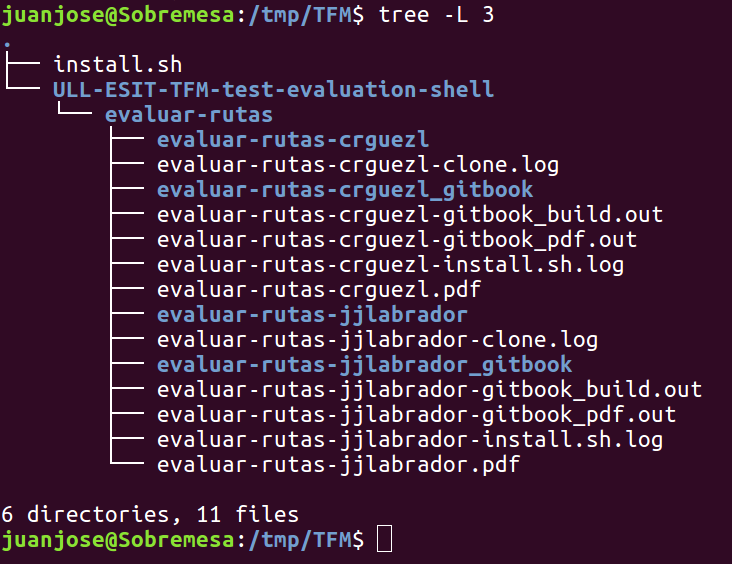 juanjose@Sobremesa:/tmp/TFM$ tree -L 3
.
├── install.sh
└── ULL-ESIT-TFM-test-evaluation-shell
    └── evaluar-rutas
        ├── evaluar-rutas-crguezl
        ├── evaluar-rutas-crguezl-clone.log
        ├── evaluar-rutas-crguezl_gitbook
        ├── evaluar-rutas-crguezl-gitbook_build.out
        ├── evaluar-rutas-crguezl-gitbook_pdf.out
        ├── evaluar-rutas-crguezl-install.sh.log
        ├── evaluar-rutas-crguezl.pdf
        ├── evaluar-rutas-jjlabrador
        ├── evaluar-rutas-jjlabrador-clone.log
        ├── evaluar-rutas-jjlabrador_gitbook
        ├── evaluar-rutas-jjlabrador-gitbook_build.out
        ├── evaluar-rutas-jjlabrador-gitbook_pdf.out
        ├── evaluar-rutas-jjlabrador-install.sh.log
        └── evaluar-rutas-jjlabrador.pdf

6 directories, 11 files
juanjose@Sobremesa:/tmp/TFM$